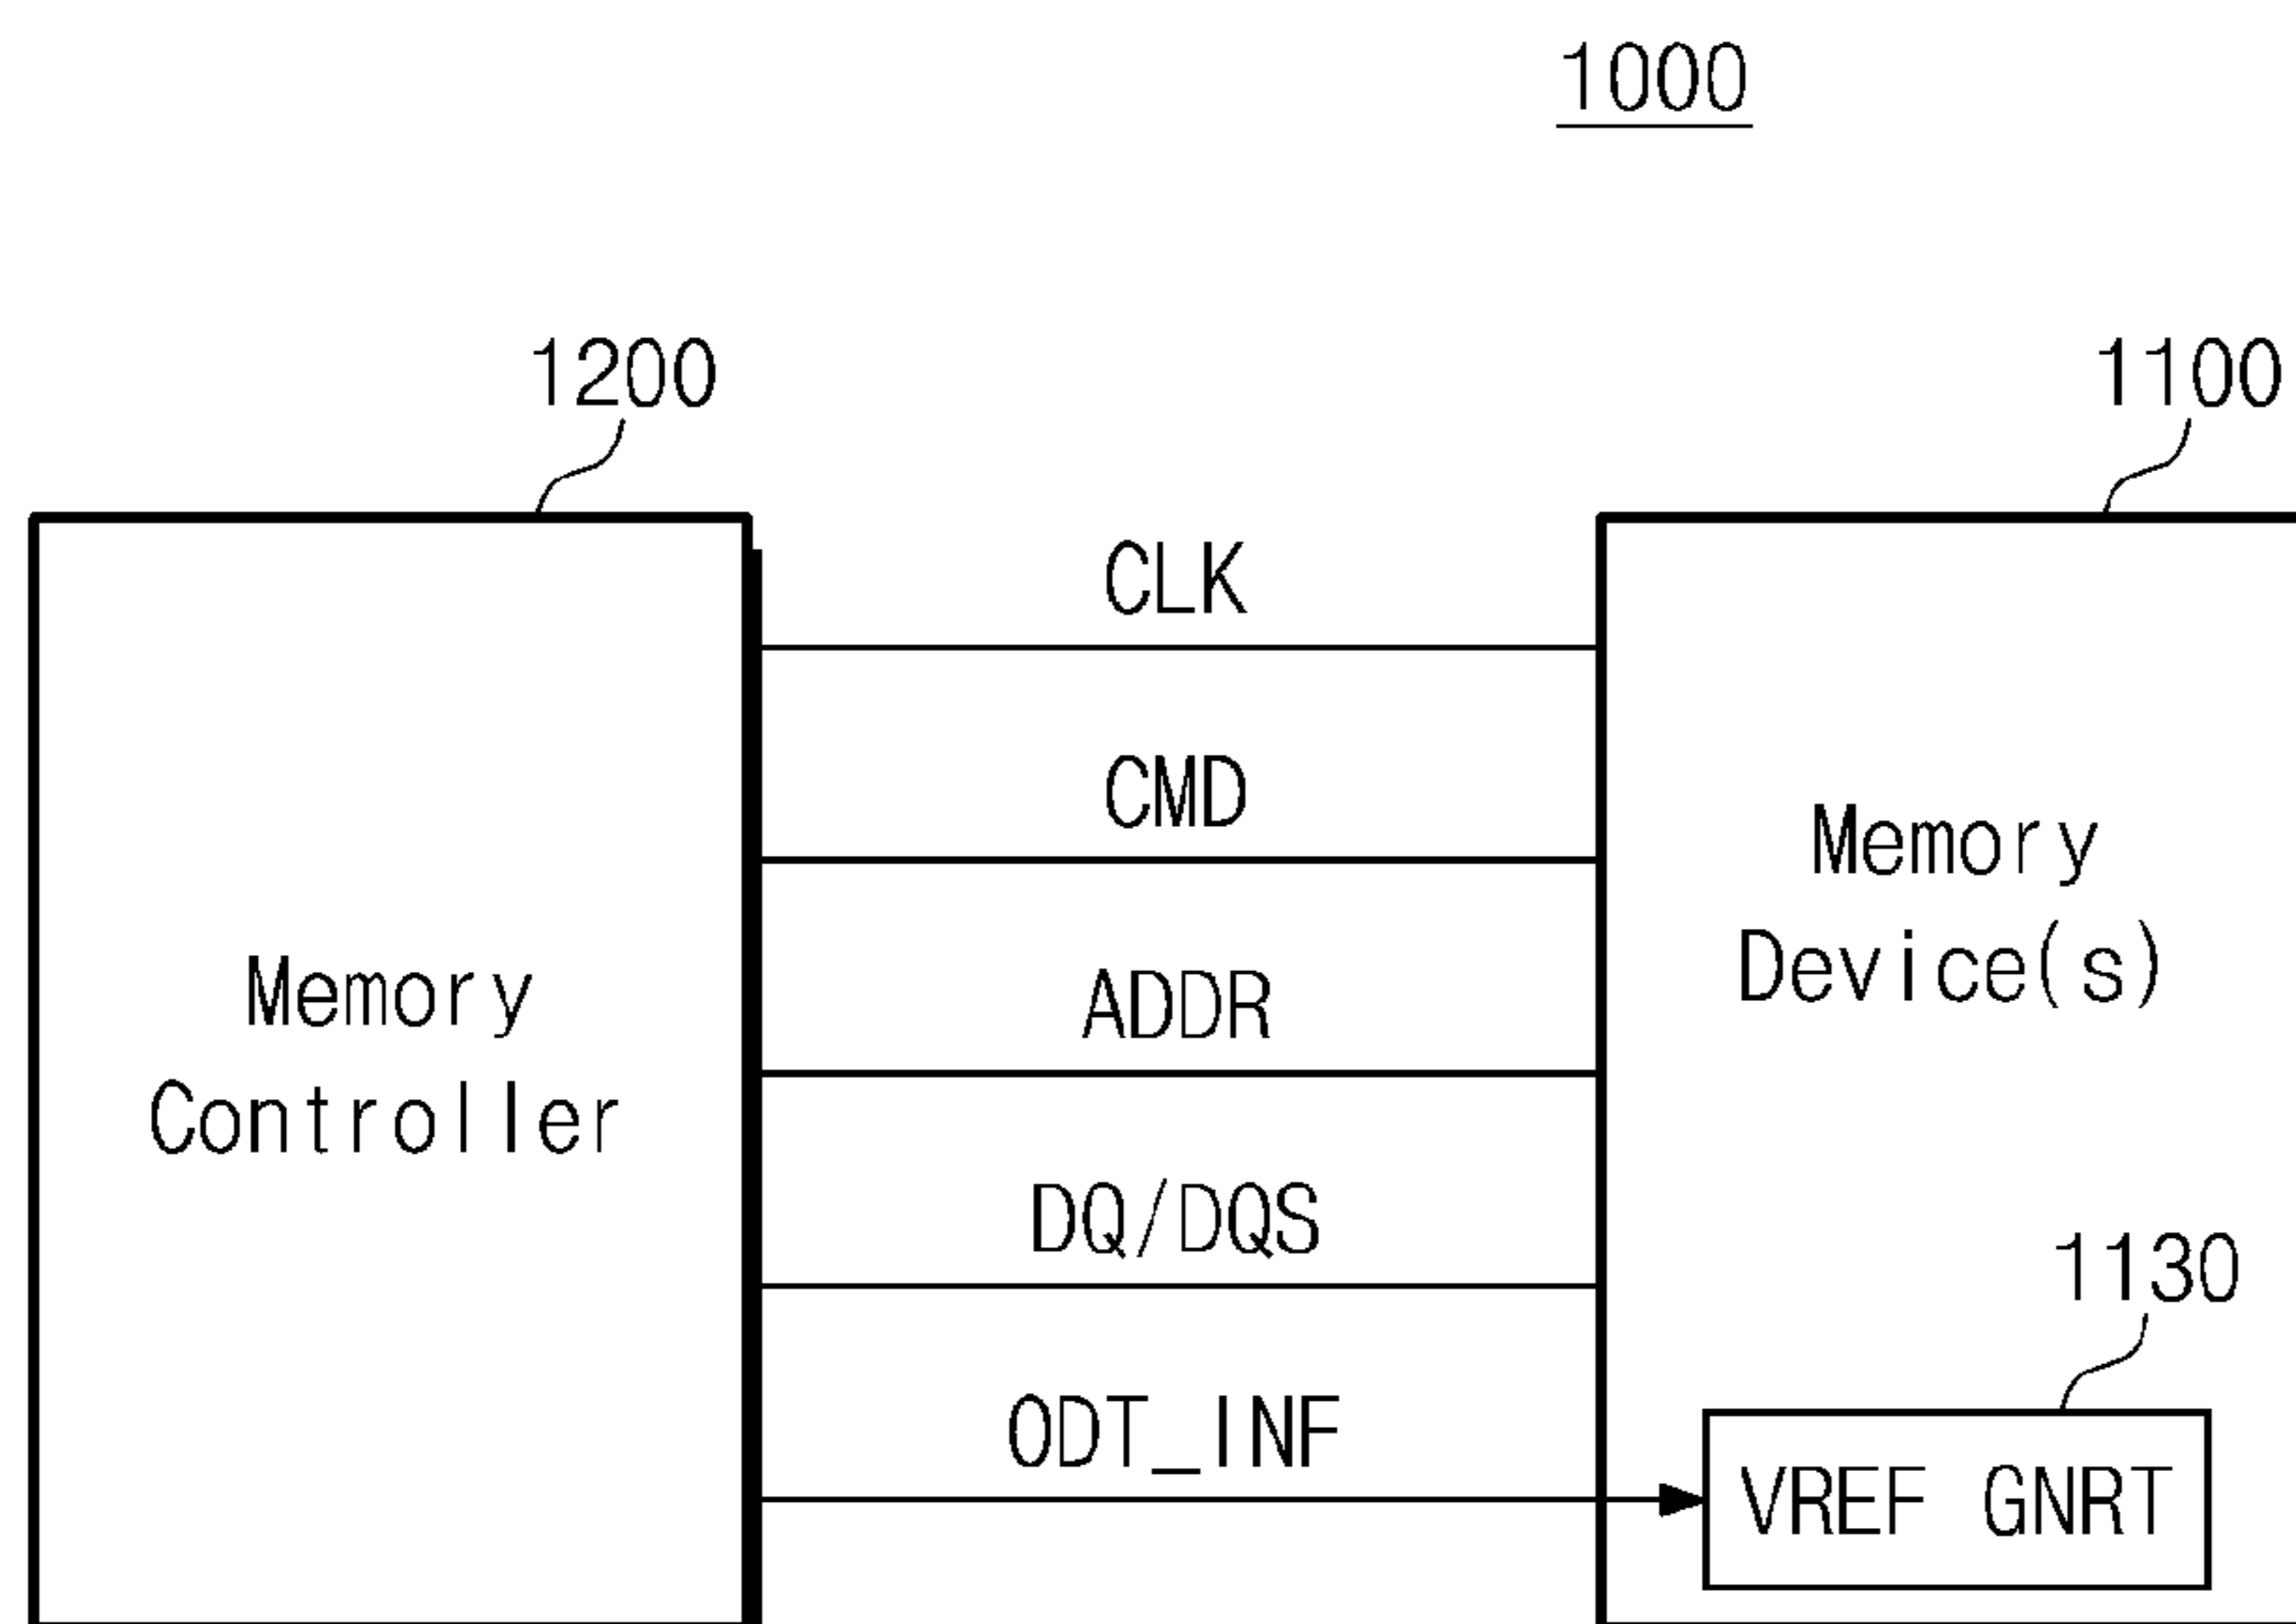 1000
1200
1100
CLK
CMD
Memory
Device(s)
ADDR
Memory
Controller
DQ/DQS
1130
ODT_INF
VREF GNRT